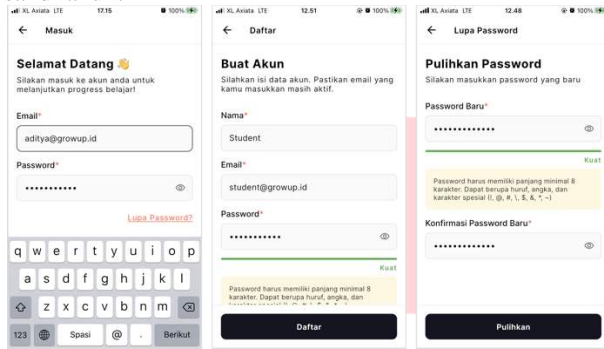 XL Axiata LTE 17.15 100%
Masuk
Selamat Datang 👋
Silakan masuk ke akun anda untuk
melanjutkan progress belajar!
Email*
aditya@growup.id
Password*
•••••••••••
Lupa Password?
q w e r t y u i o p
a s d f g h j k l
z x c v b n m
123 Spasi @ . Berikut
XL Axiata LTE 12.51 100%
Daftar
Buat Akun
Silahkan isi data akun. Pastikan email yang
kamu masukkan masih aktif.
Nama*
Student
Email*
student@growup.id
Password*
•••••••••••
Kuat
Password harus memiliki panjang minimal 8
karakter. Dapat berupa huruf, angka, dan
Daftar
XL Axiata LTE 12.48 100%
Lupa Password
Pulihkan Password
Silakan masukkan password yang baru
Password Baru*
•••••••••••••
Kuat
Password harus memiliki panjang minimal 8
karakter. Dapat berupa huruf, angka, dan
karakter spesial (!, @, #, \, $, &, *, ~)
Konfirmasi Password Baru*
•••••••••••••
Pulihkan